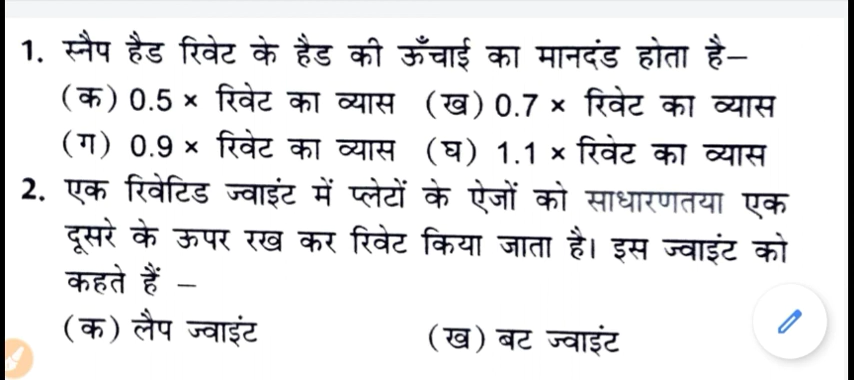 1. स्नैप हैड रिवेट के हैड की ऊँचाई का मानदंड होता है–
(क) 0.5 × रिवेट का व्यास (ख) 0.7 × रिवेट का व्यास
(ग) 0.9 × रिवेट का व्यास (घ) 1.1 × रिवेट का व्यास
2. एक रिवेटिड ज्वाइंट में प्लेटों के ऐजों को साधारणतया एक
दूसरे के ऊपर रख कर रिवेट किया जाता है। इस ज्वाइंट को
कहते हैं –
(क) लैप ज्वाइंट (ख) बट ज्वाइंट